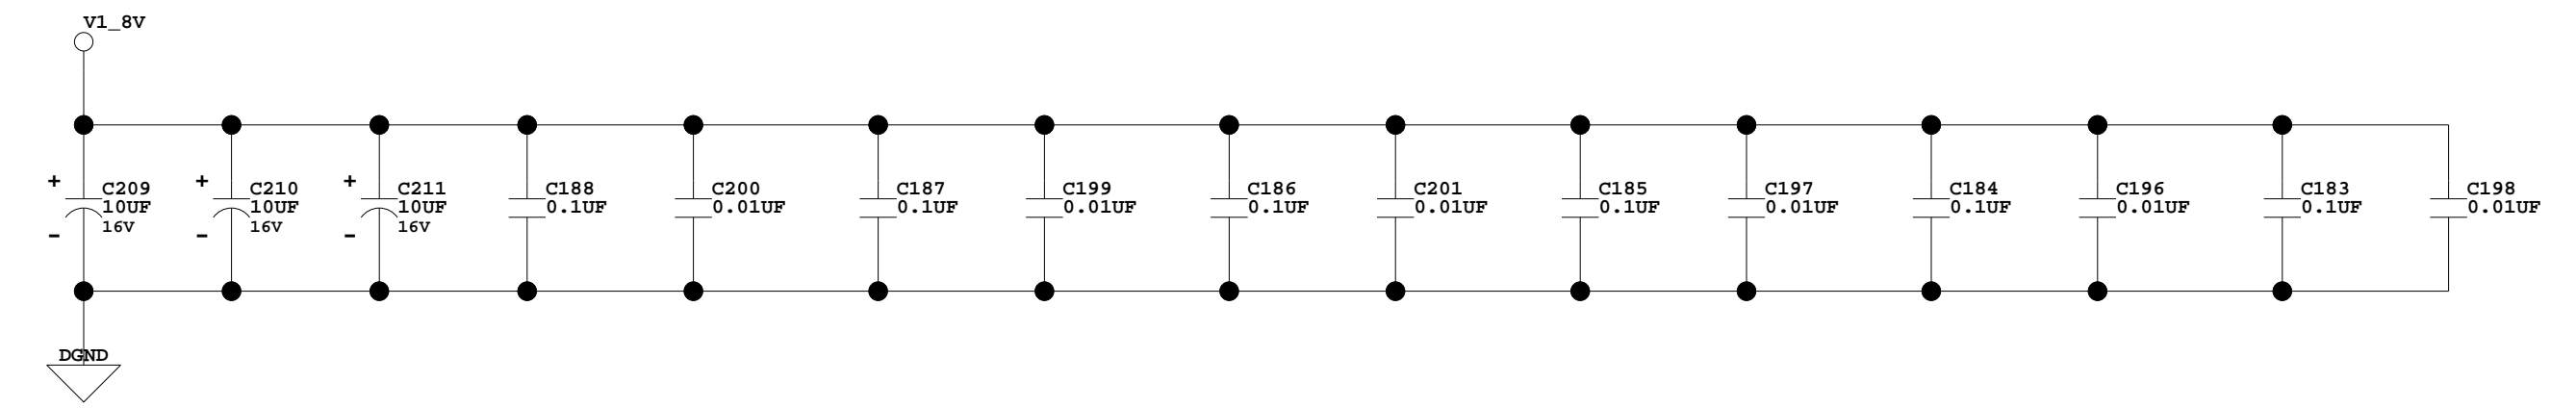 V1_8V
+
C209
10UF
16V
-
+
C210
10UF
16V
-
+
C211
10UF
16V
-
C188
0.1UF
C200
0.01UF
C187
0.1UF
C199
0.01UF
C186
0.1UF
C201
0.01UF
C185
0.1UF
C197
0.01UF
C184
0.1UF
C196
0.01UF
C183
0.1UF
C198
0.01UF
DGND